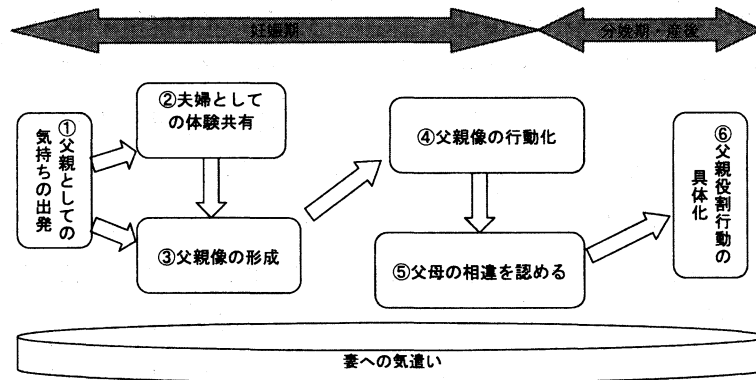 妊娠期
分娩期・産後
①父親としての
気持ちの出発
②夫婦として
の体験共有
③父親像の形成
④父親像の行動化
⑤父母の相違を認める
⑥父親役割行動の
具体化
妻への気遣い